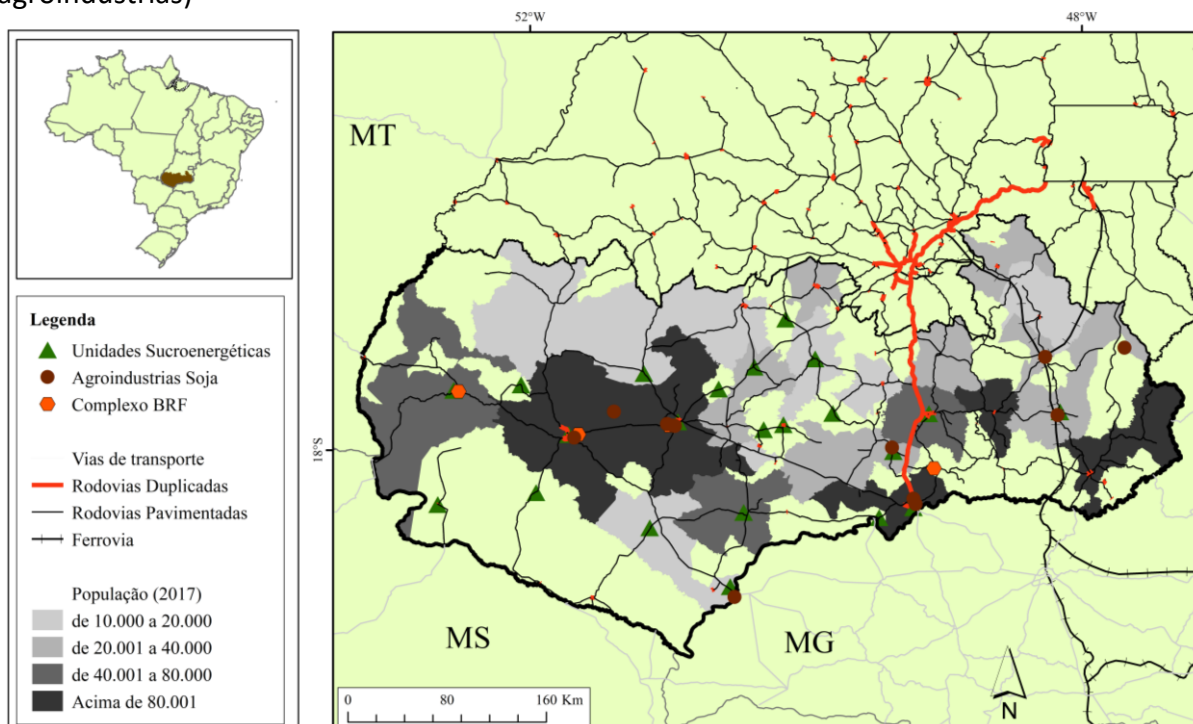 agroindustrias)
52°W
48°W
MT
18°S
MS
MG
N
0 80 160 Km
Legenda
Unidades Sucroenergéticas
Agroindustrias Soja
Complexo BRF
Vias de transporte
Rodovias Duplicadas
Rodovias Pavimentadas
Ferrovia
População (2017)
de 10.000 a 20.000
de 20.001 a 40.000
de 40.001 a 80.000
Acima de 80.001